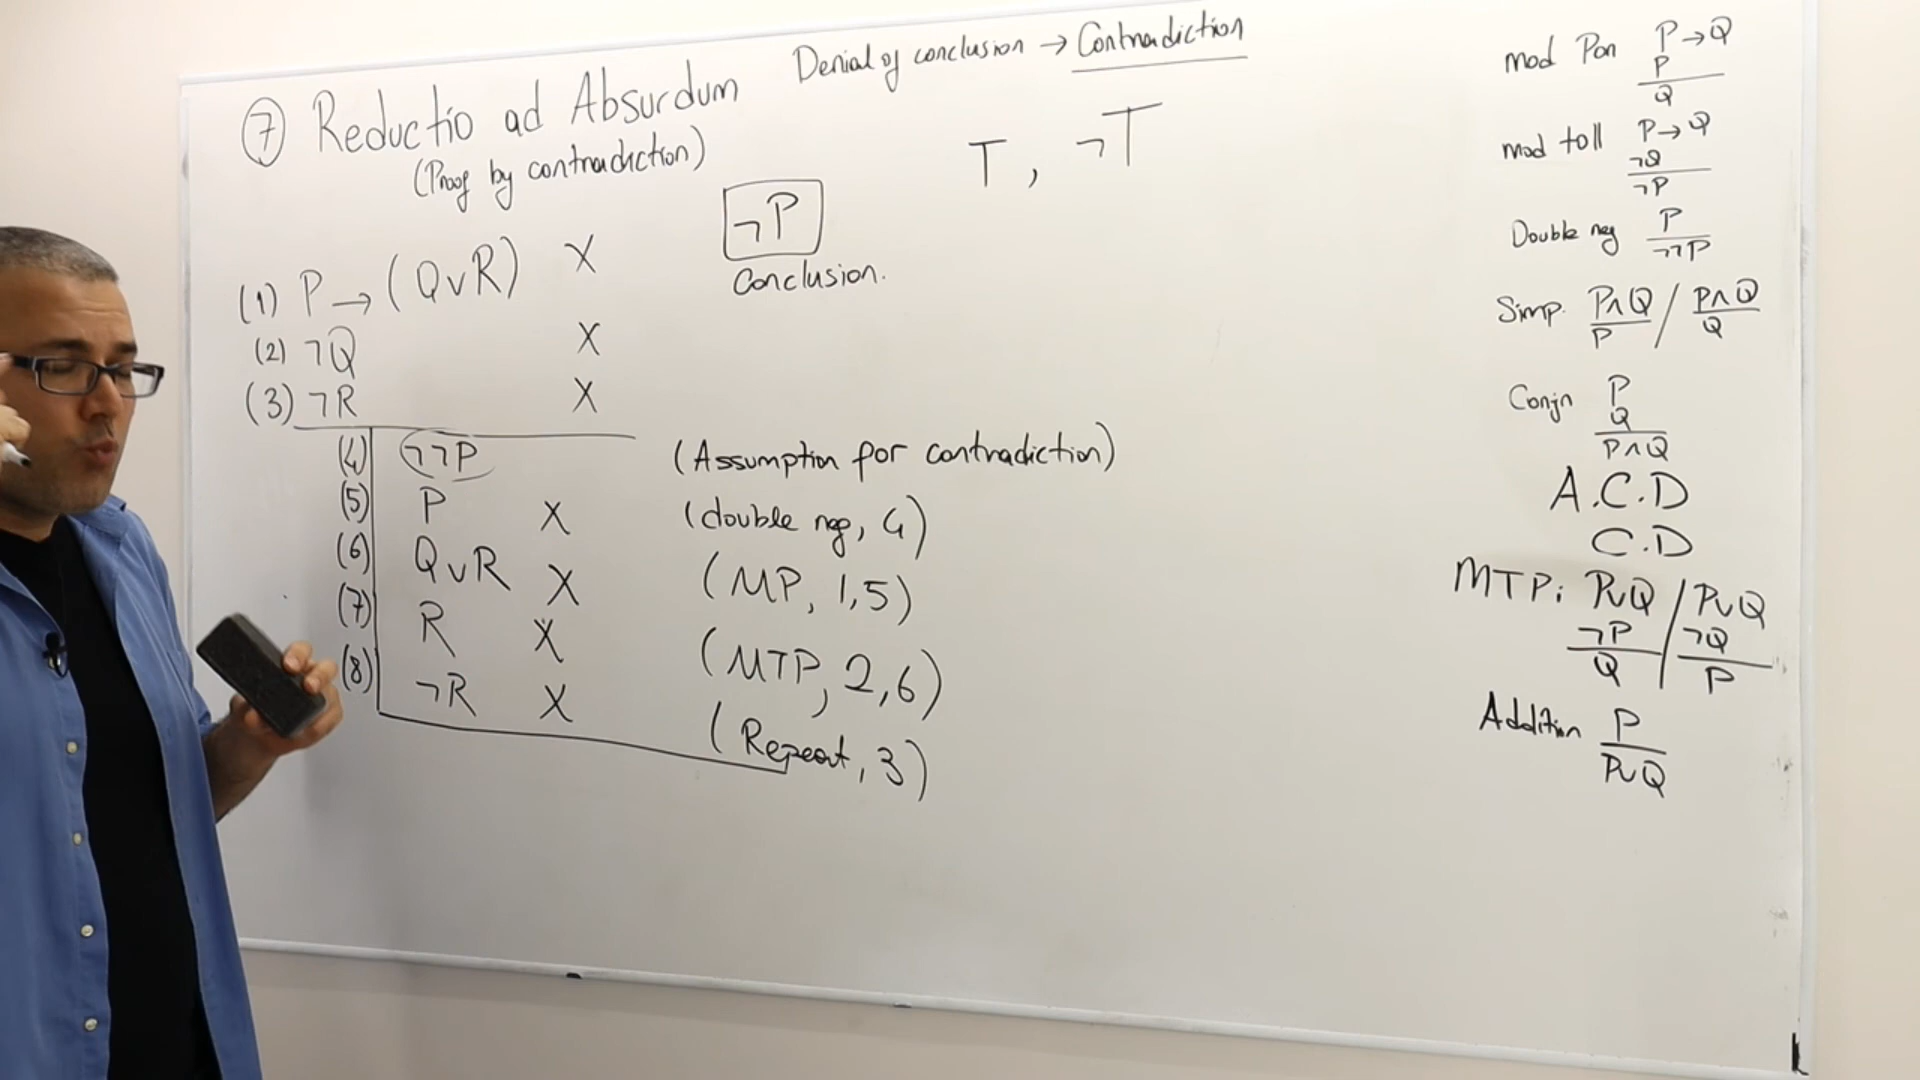 ⑦ Reductio ad Absurdum
(Proof by contradiction)
Denial of conclusion → Contradiction
T, ¬T
¬P
Conclusion.
(1) P → (Q∨R) X
(2) ¬Q X
(3) ¬R X
(4) ¬¬P (Assumption for contradiction)
(5) P X (double neg, 4)
(6) Q∨R X (MP, 1,5)
(7) R X (MTP, 2,6)
(8) ¬R X (Repeat, 3)
mod Pon P→Q
P
Q
mod toll P→Q
¬Q
¬P
Double neg P
¬¬P
Simp. P∧Q / P∧Q
P Q
Conjn P
Q
P∧Q
A.C.D
C.D
MTP: P∨Q / P∨Q
¬P ¬Q
Q P
Addition P
P∨Q